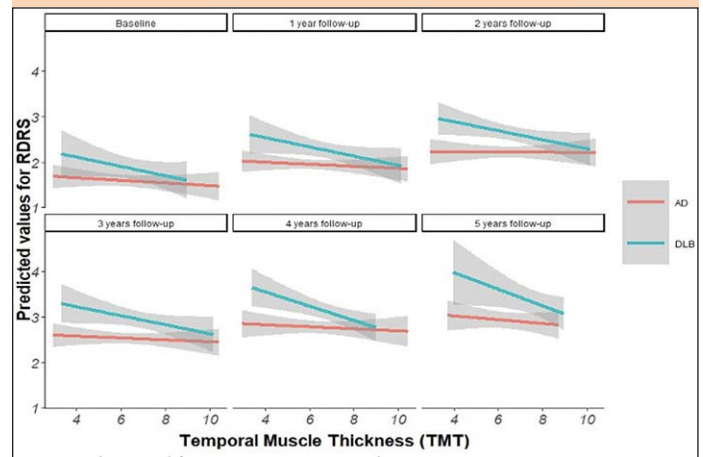 Baseline
1 year follow-up
2 years follow-up
4
3
2
1
Predicted values for RDRS
3 years follow-up
4 years follow-up
5 years follow-up
4
3
2
1
4 6 8 10
4 6 8 10
4 6 8 10
Temporal Muscle Thickness (TMT)
AD
DLB